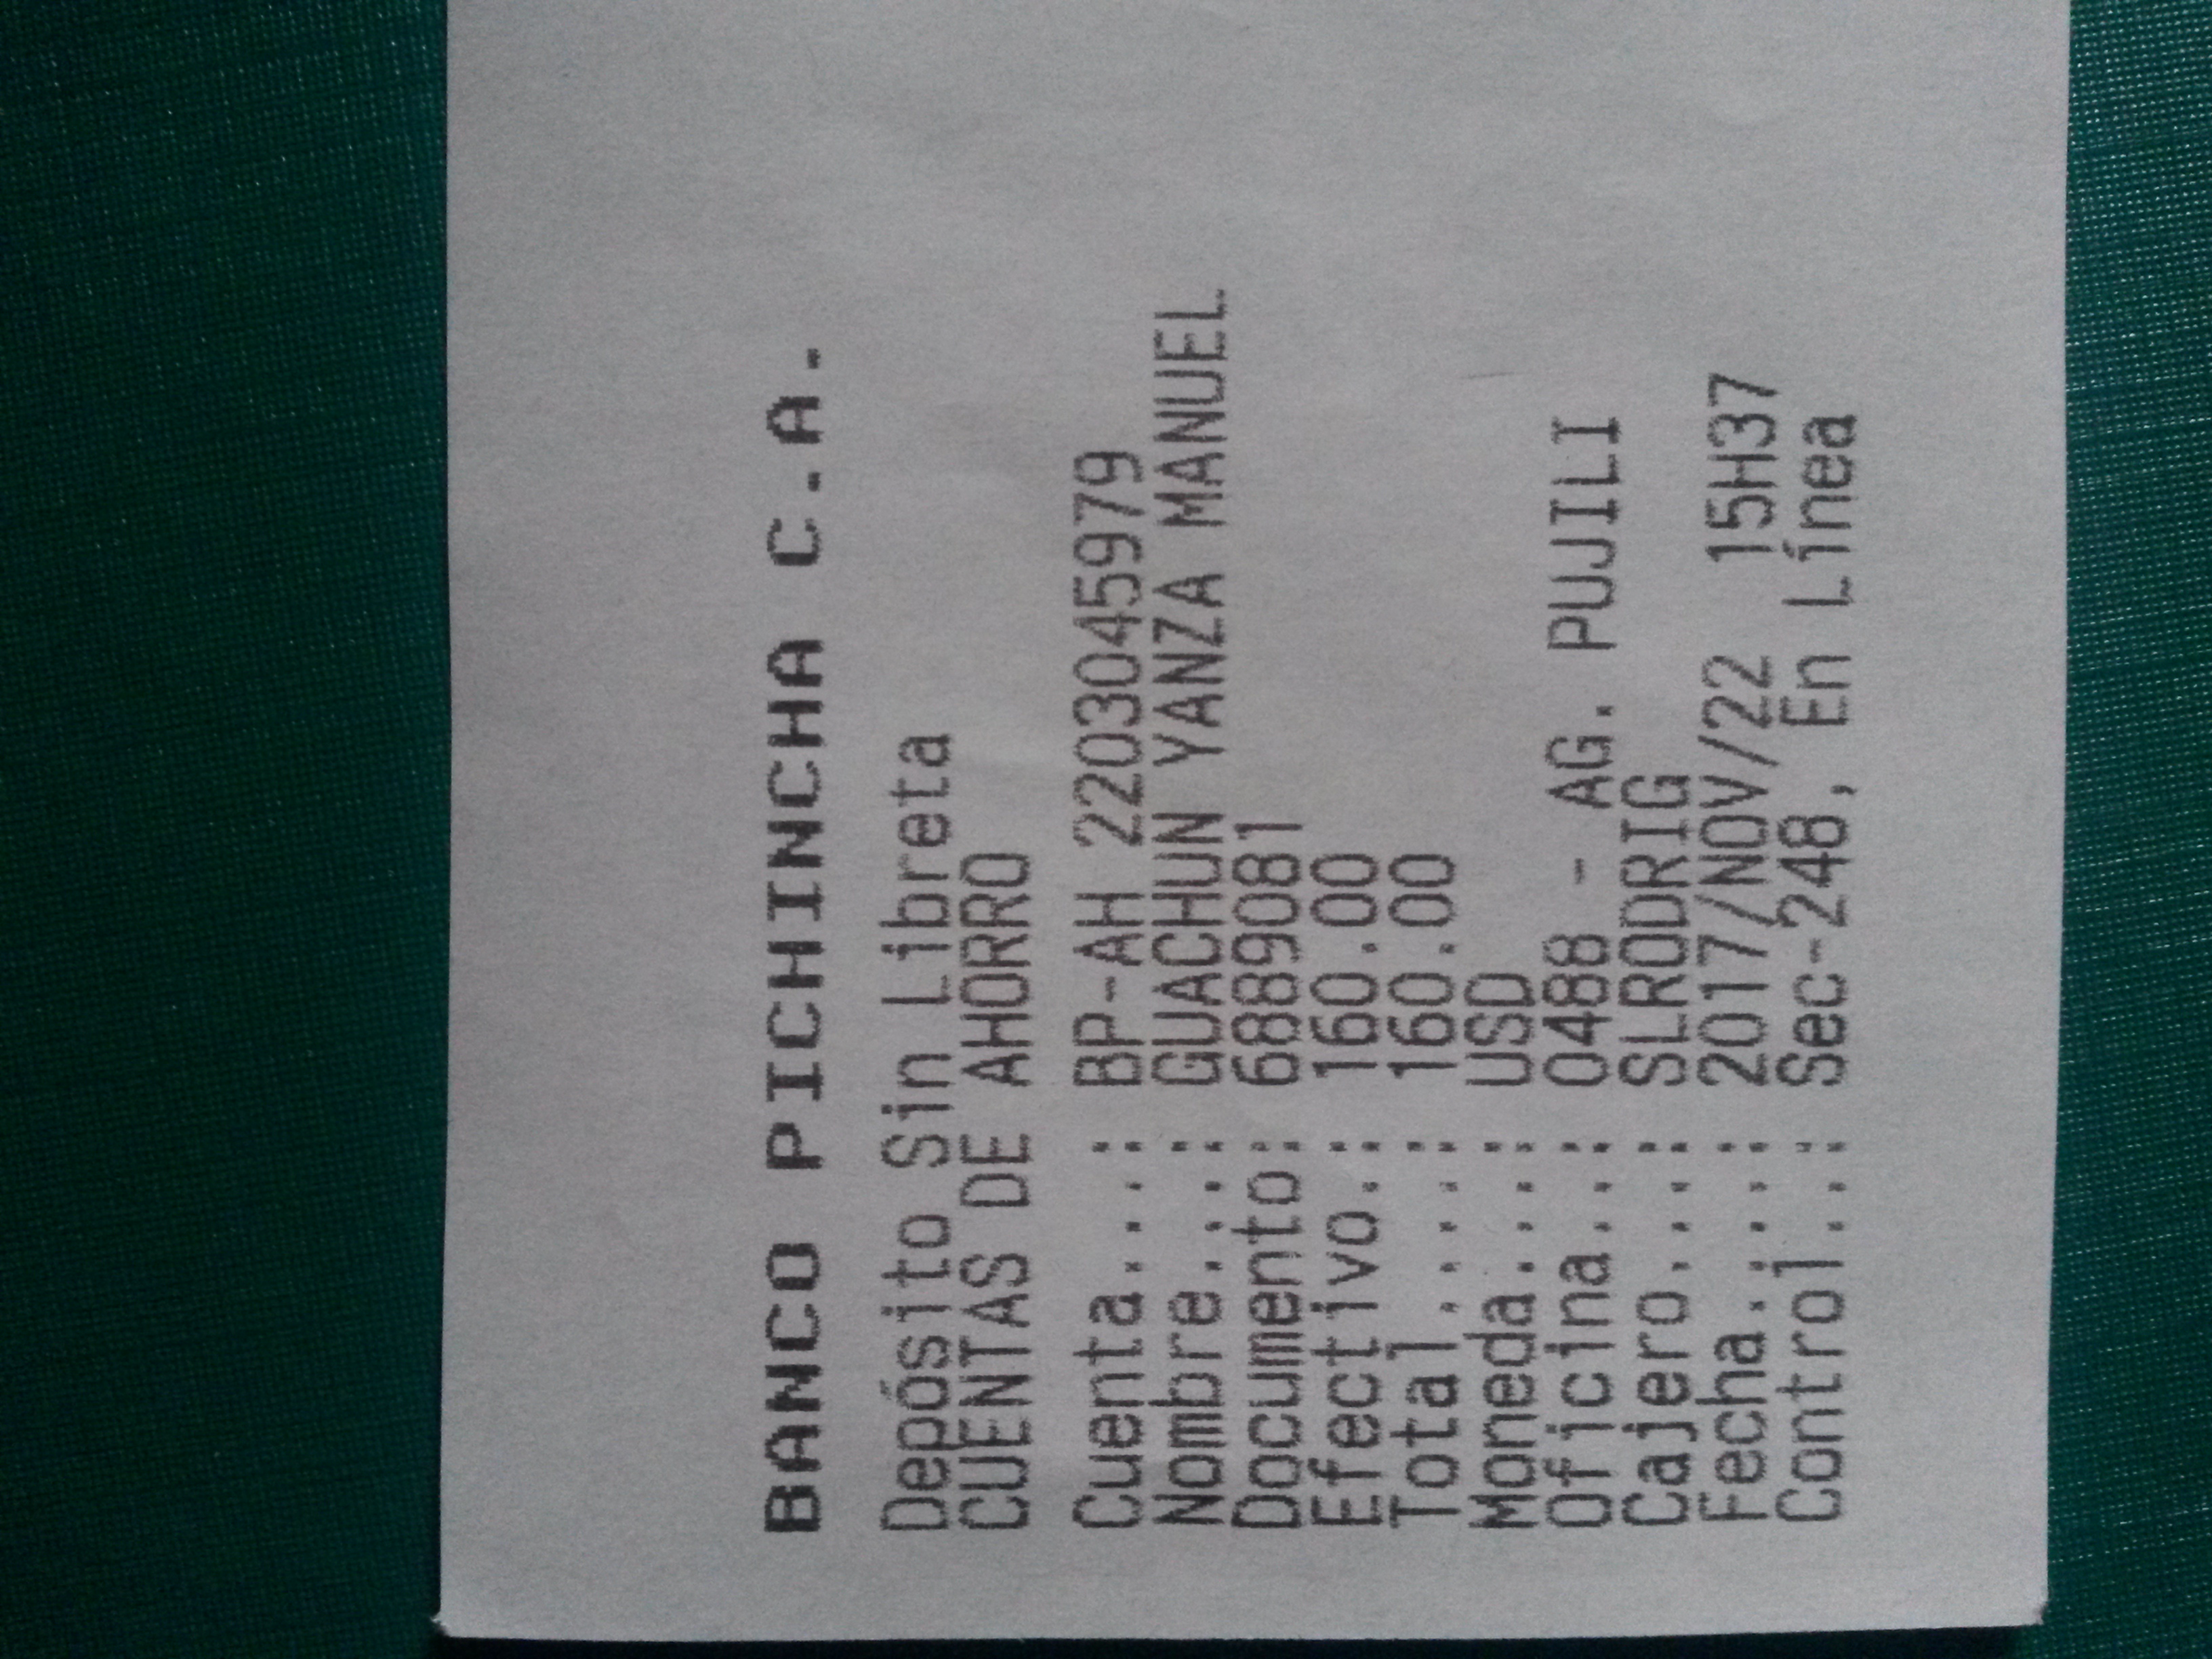 BANCO PICHINCHA C.A.
Depósito Sin Libreta
CUENTAS DE AHORRO
Cuenta...: BP-AH 2203045979
Nombre...: GUACHUN YANZA MANUEL
Documento: 6889081
Efectivo.: 160.00
Total....: 160.00
Moneda...: USD
Oficina..: 0488 - AG. PUJILI
Cajero...: SLRODRIG
Fecha....: 2017/NOV/22 15H37
Control..: Sec-248, En Línea